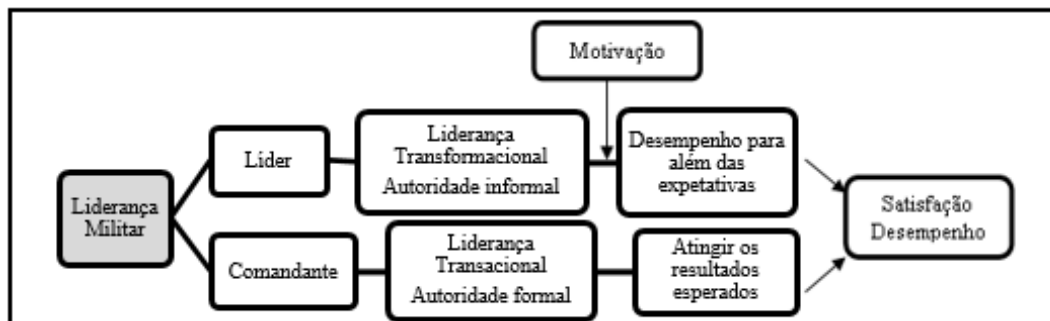 Motivação
Líder
Liderança
Transformacional
Autoridade informal
Desempenho para
além das
expetativas
Liderança
Militar
Satisfação
Desempenho
Comandante
Liderança
Transacional
Autoridade formal
Atingir os
resultados
esperados